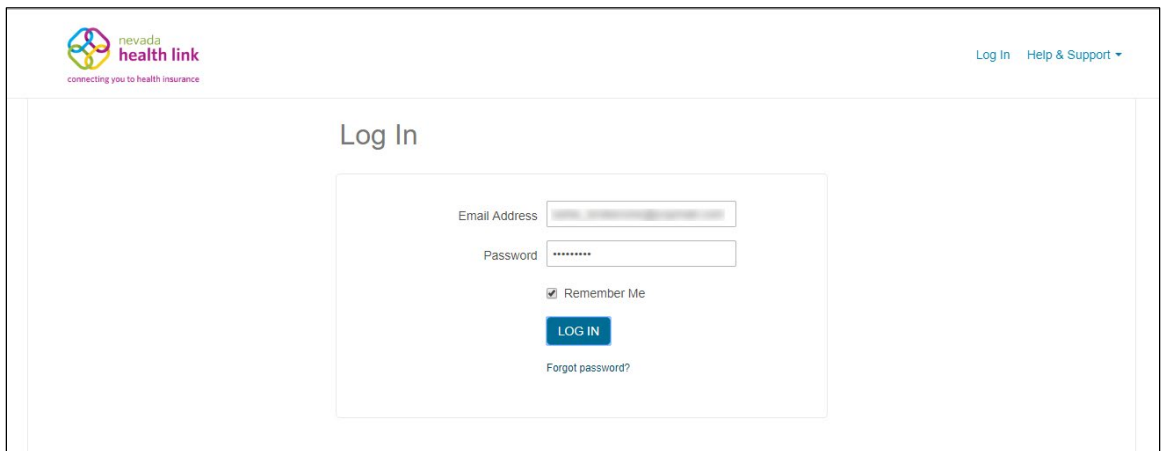 nevada
health link
connecting you to health insurance
Log In Help & Support
Log In
Email Address
Password •••••••••
Remember Me
LOG IN
Forgot password?